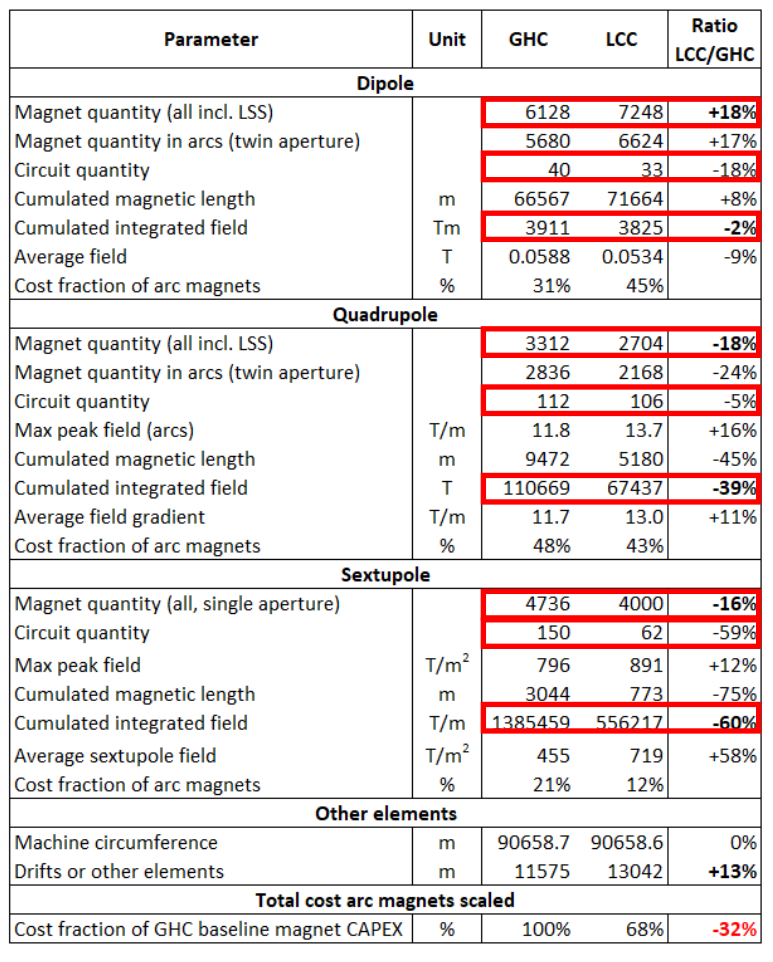 Parameter Unit GHC LCC Ratio LCC/GHC
Dipole
Magnet quantity (all incl. LSS) 6128 7248 +18%
Magnet quantity in arcs (twin aperture) 5680 6624 +17%
Circuit quantity 40 33 -18%
Cumulated magnetic length m 66567 71664 +8%
Cumulated integrated field Tm 3911 3825 -2%
Average field T 0.0588 0.0534 -9%
Cost fraction of arc magnets % 31% 45%
Quadrupole
Magnet quantity (all incl. LSS) 3312 2704 -18%
Magnet quantity in arcs (twin aperture) 2836 2168 -24%
Circuit quantity 112 106 -5%
Max peak field (arcs) T/m 11.8 13.7 +16%
Cumulated magnetic length m 9472 5180 -45%
Cumulated integrated field T 110669 67437 -39%
Average field gradient T/m 11.7 13.0 +11%
Cost fraction of arc magnets % 48% 43%
Sextupole
Magnet quantity (all, single aperture) 4736 4000 -16%
Circuit quantity 150 62 -59%
Max peak field T/m² 796 891 +12%
Cumulated magnetic length m 3044 773 -75%
Cumulated integrated field T/m 1385459 556217 -60%
Average sextupole field T/m² 455 719 +58%
Cost fraction of arc magnets % 21% 12%
Other elements
Machine circumference m 90658.7 90658.6 0%
Drifts or other elements m 11575 13042 +13%
Total cost arc magnets scaled
Cost fraction of GHC baseline magnet CAPEX % 100% 68% -32%